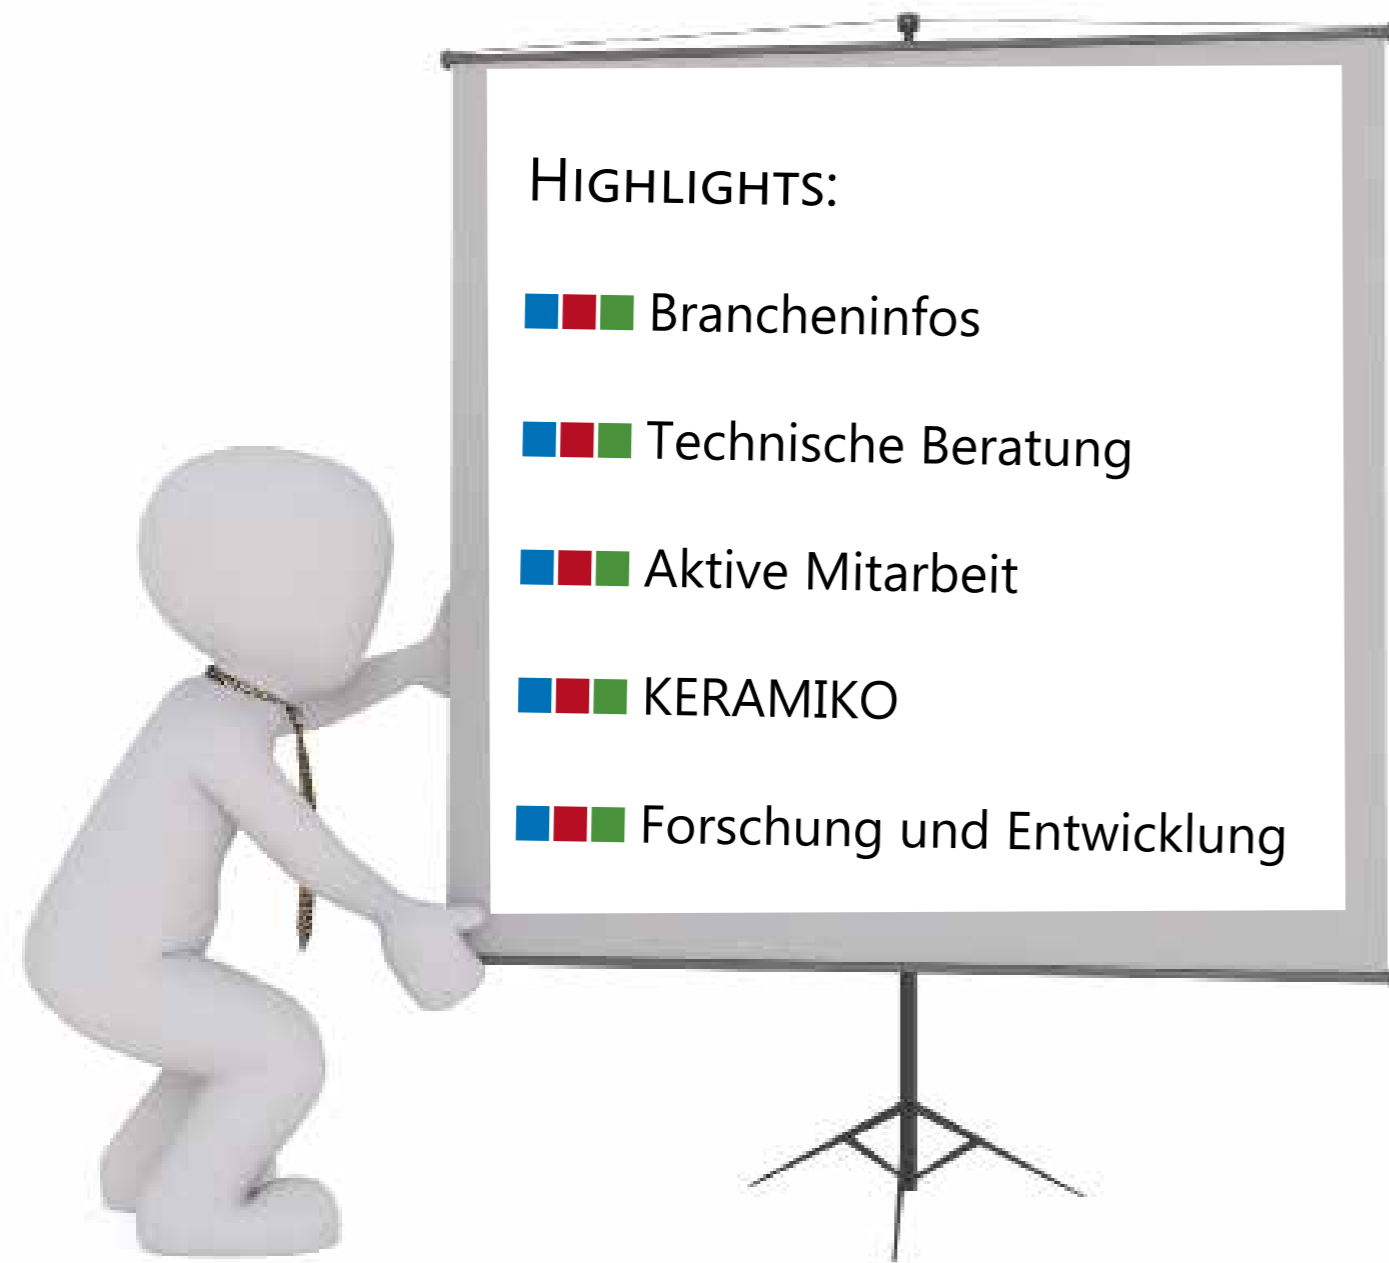 HIGHLIGHTS:
Brancheninfos
Technische Beratung
Aktive Mitarbeit
KERAMIKO
Forschung und Entwicklung